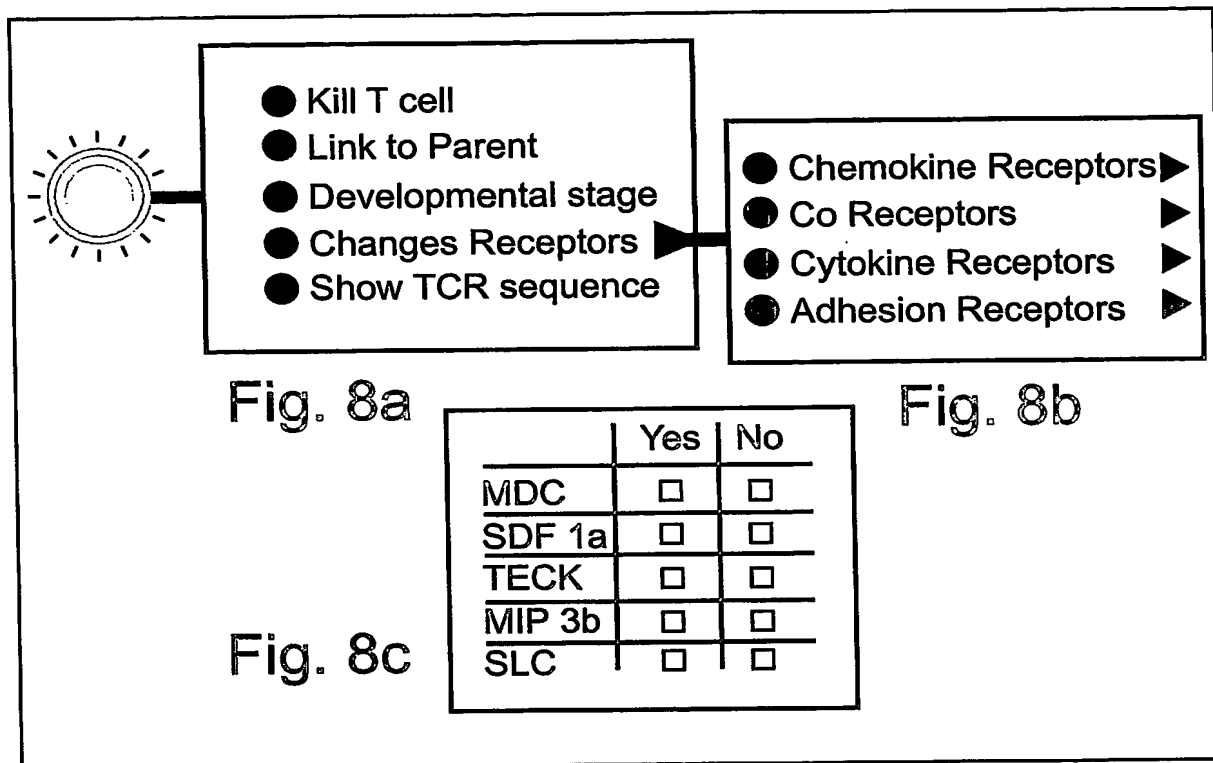 Kill T cell
Link to Parent
Developmental stage
Changes Receptors
Show TCR sequence
Chemokine Receptors
Co Receptors
Cytokine Receptors
Adhesion Receptors
Fig. 8a
Fig. 8b
Yes No
MDC
SDF 1a
TECK
MIP 3b
SLC
Fig. 8c